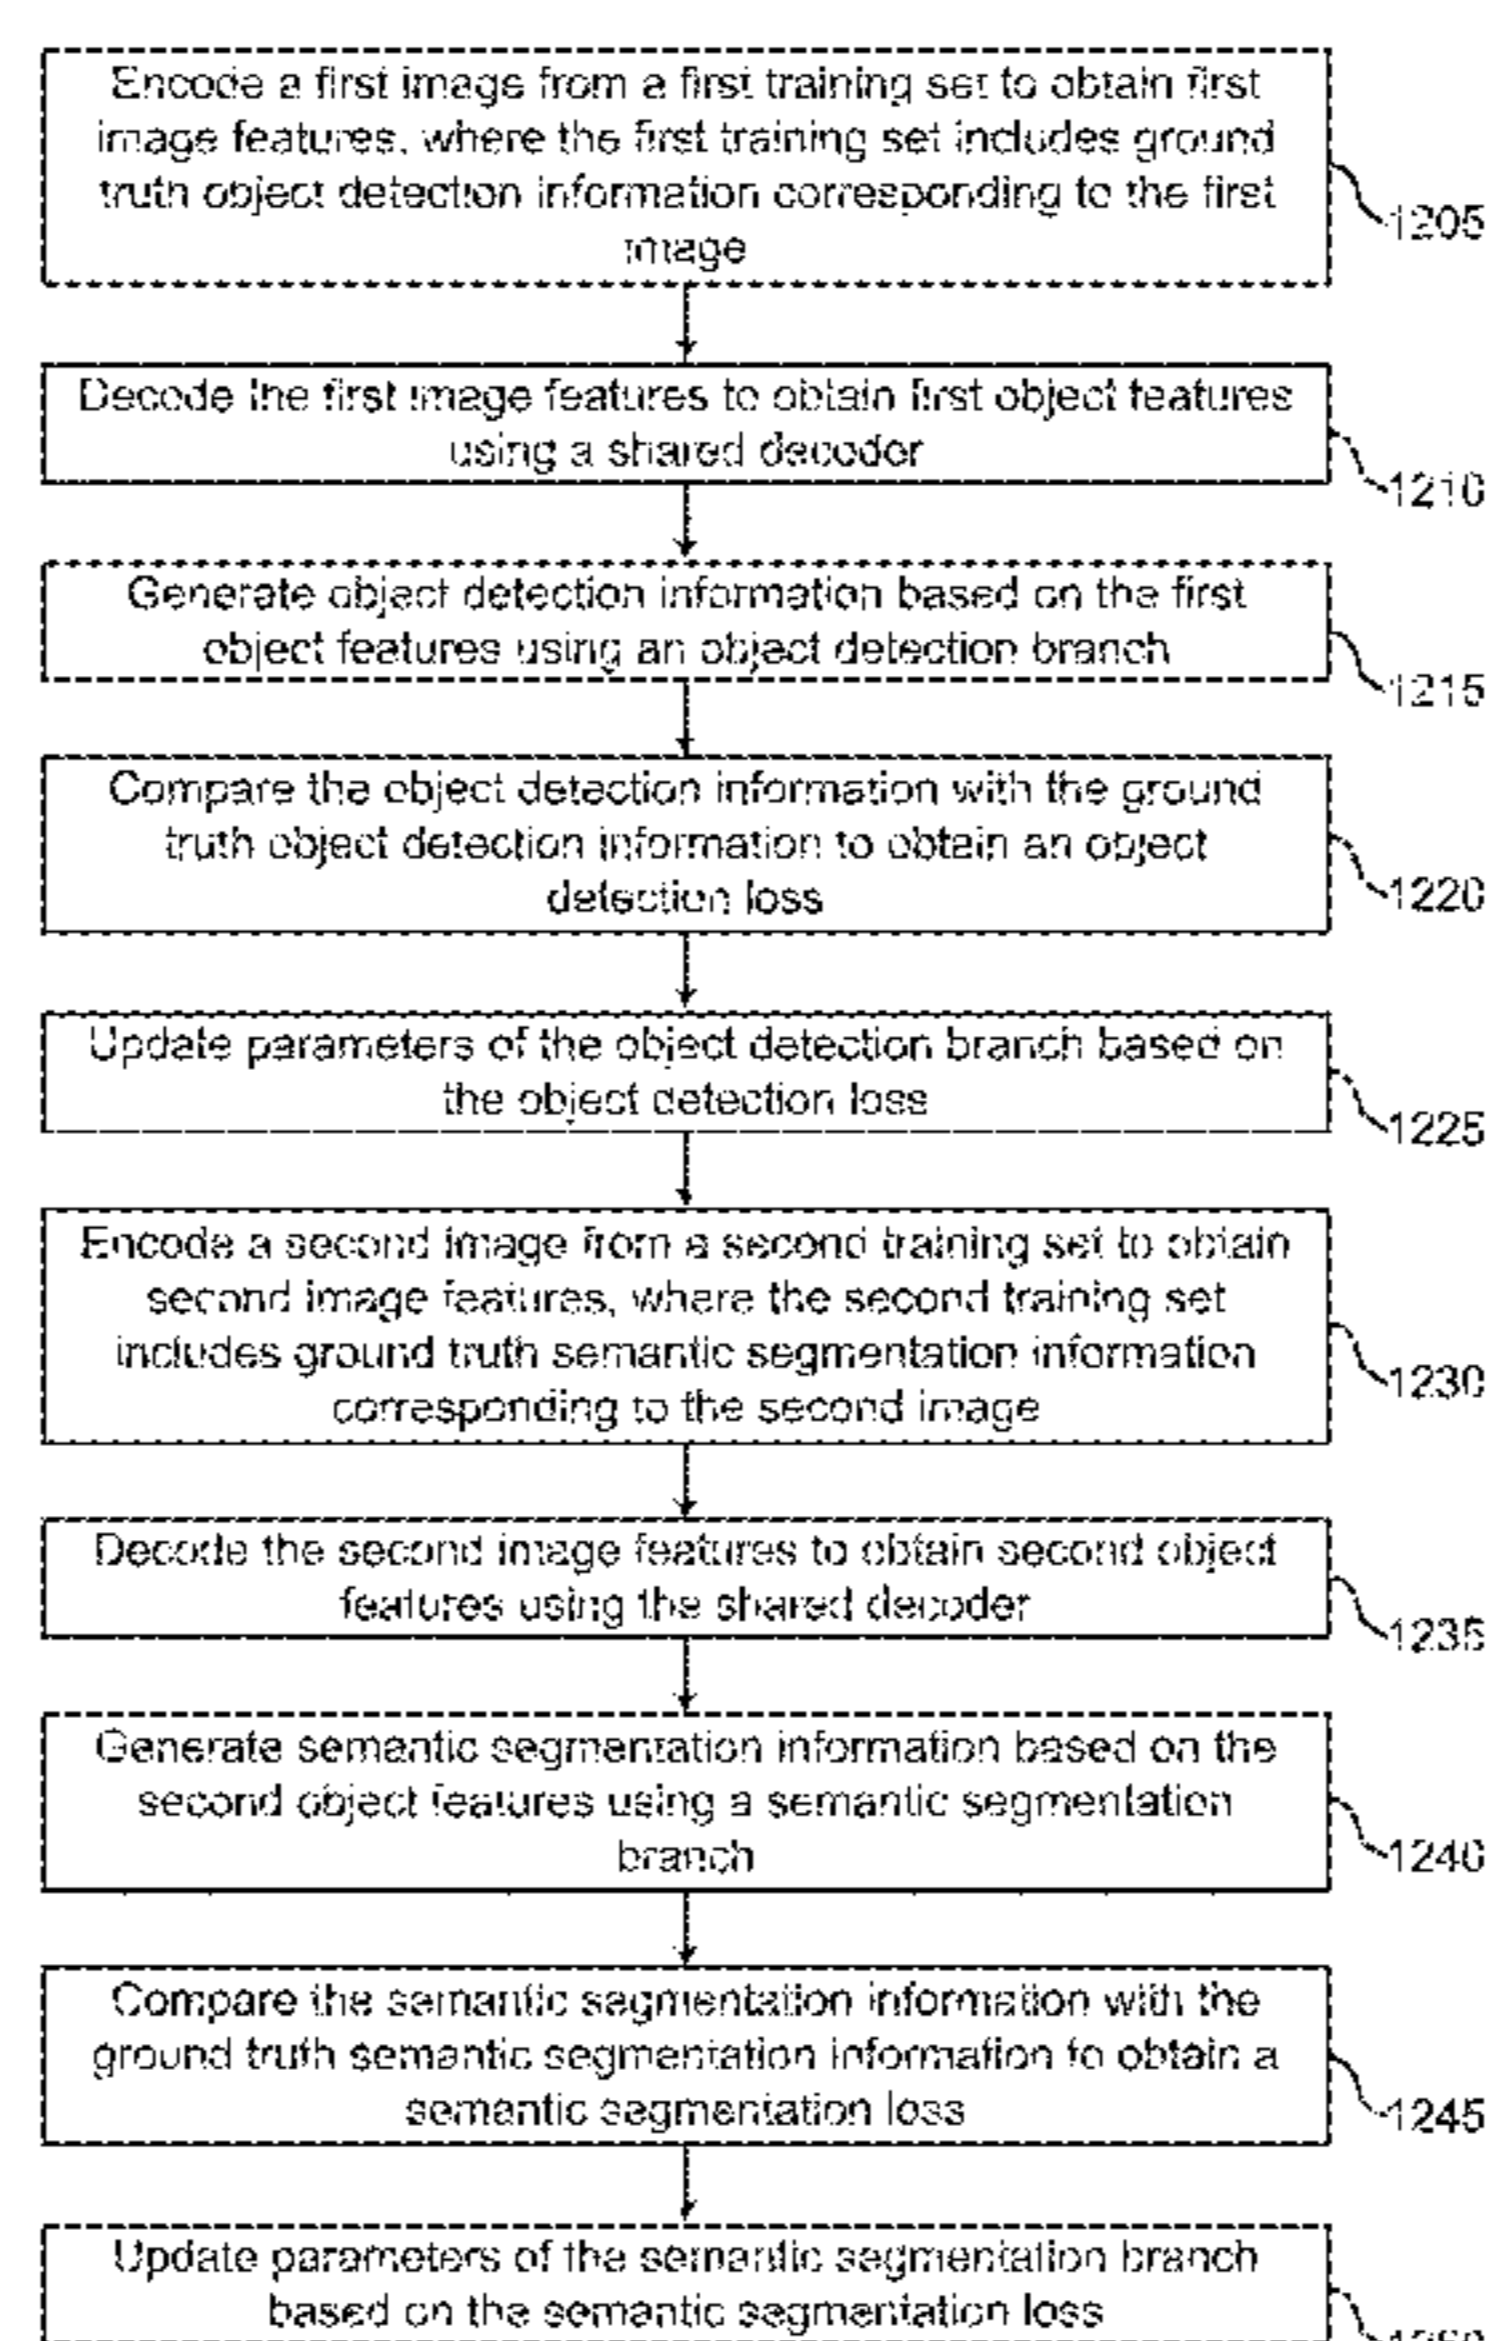 Encode a first image from a first training set to obtain first
image features, where the first training set includes ground
truth object detection information corresponding to the first
image
1205
Decode the first image features to obtain first object features
using a shared decoder
1210
Generate object detection information based on the first
object features using an object detection branch
1215
Compare the object detection information with the ground
truth object detection information to obtain an object
detection loss
1220
Update parameters of the object detection branch based on
the object detection loss
1225
Encode a second image from a second training set to obtain
second image features, where the second training set
includes ground truth semantic segmentation information
corresponding to the second image
1230
Decode the second image features to obtain second object
features using the shared decoder
1235
Generate semantic segmentation information based on the
second object features using a semantic segmentation
branch
1240
Compare the semantic segmentation information with the
ground truth semantic segmentation information to obtain a
semantic segmentation loss
1245
Update parameters of the semantic segmentation branch
based on the semantic segmentation loss